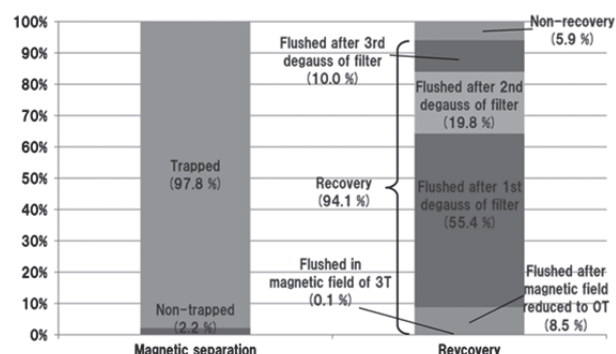 100%
90%
80%
70%
60%
50%
40%
30%
20%
10%
0%
Trapped
(97.8 %)
Non-trapped
(2.2 %)
Magnetic separation
Non-recovery
(5.9 %)
Flushed after 3rd
degauss of filter
(10.0 %)
Flushed after 2nd
degauss of filter
(19.8 %)
Recovery
(94.1 %)
Flushed after 1st
degauss of filter
(55.4 %)
Flushed in
magnetic field of 3T
(0.1 %)
Flushed after
magnetic field
reduced to 0T
(8.5 %)
Revcovery